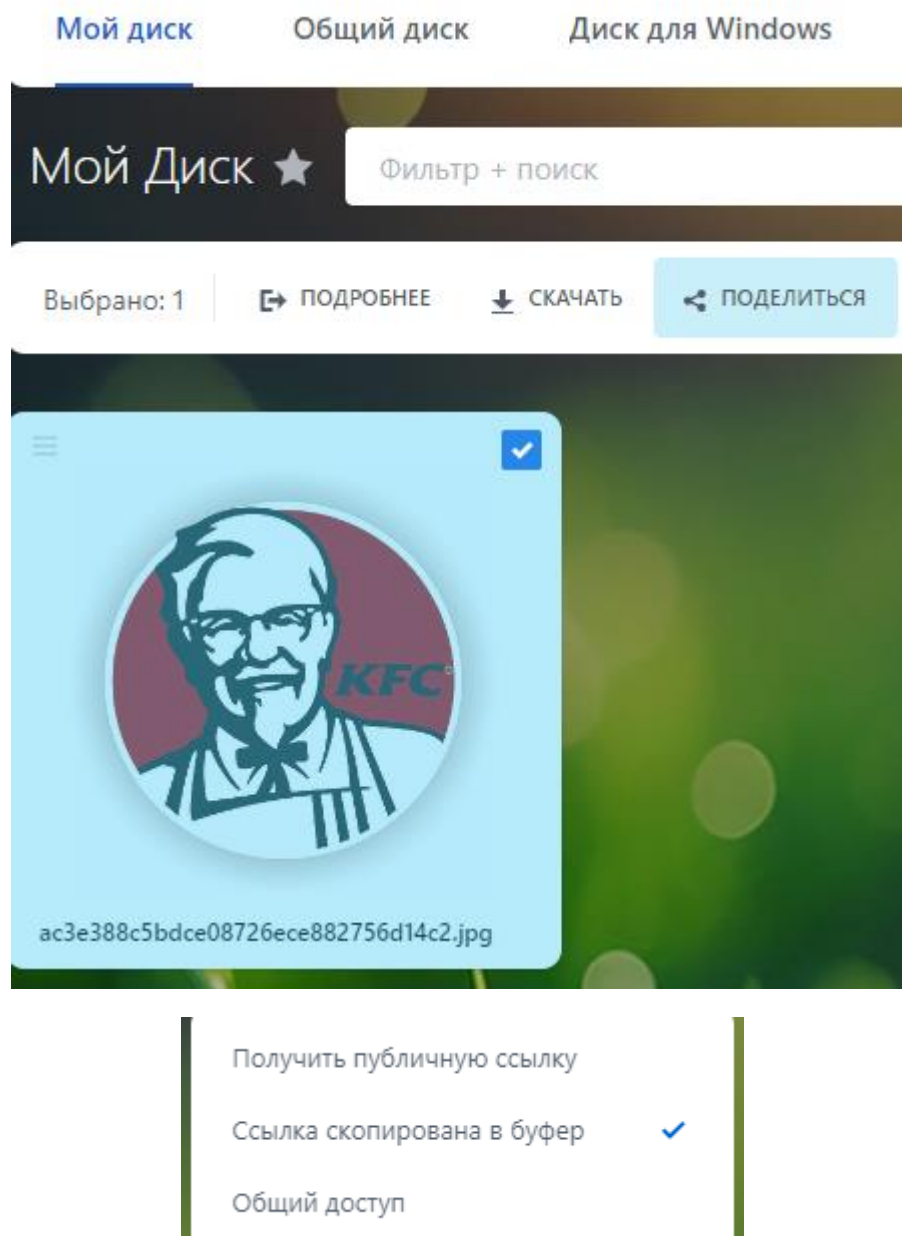 Мой диск Общий диск Диск для Windows
Мой Диск Фильтр + поиск
Выбрано: 1 ПОДРОБНЕЕ СКАЧАТЬ ПОДЕЛИТЬСЯ
KFC
ac3e388c5bdce08726ece882756d14c2.jpg
Получить публичную ссылку
Ссылка скопирована в буфер
Общий доступ